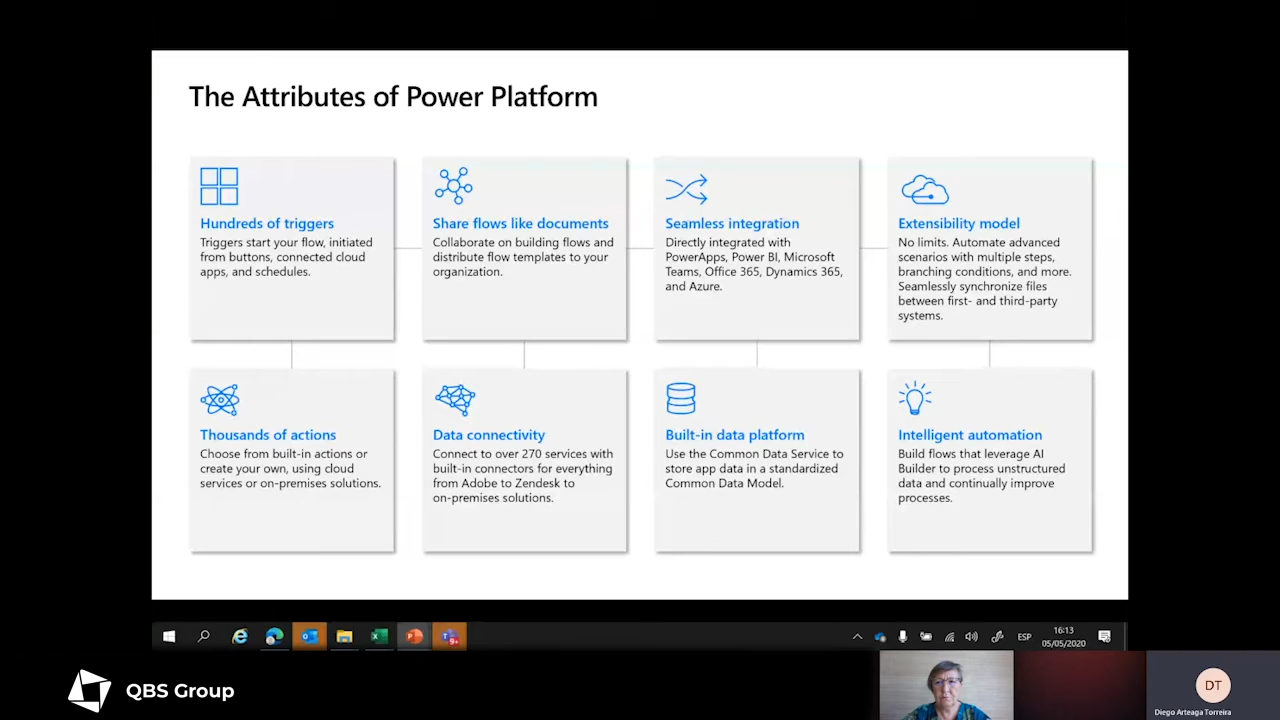 The Attributes of Power Platform
Hundreds of triggers
Triggers start your flow, initiated
from buttons, connected cloud
apps, and schedules.
Share flows like documents
Collaborate on building flows and
distribute flow templates to your
organization.
Seamless integration
Directly integrated with
PowerApps, Power BI, Microsoft
Teams, Office 365, Dynamics 365,
and Azure.
Extensibility model
No limits. Automate advanced
scenarios with multiple steps,
branching conditions, and more.
Seamlessly synchronize files
between first- and third-party
systems.
Thousands of actions
Choose from built-in actions or
create your own, using cloud
services or on-premises solutions.
Data connectivity
Connect to over 270 services with
built-in connectors for everything
from Adobe to Zendesk to
on-premises solutions.
Built-in data platform
Use the Common Data Service to
store app data in a standardized
Common Data Model.
Intelligent automation
Build flows that leverage AI
Builder to process unstructured
data and continually improve
processes.
ESP
16:13
05/05/2020
QBS Group
DT
Diego Arteaga Torreira